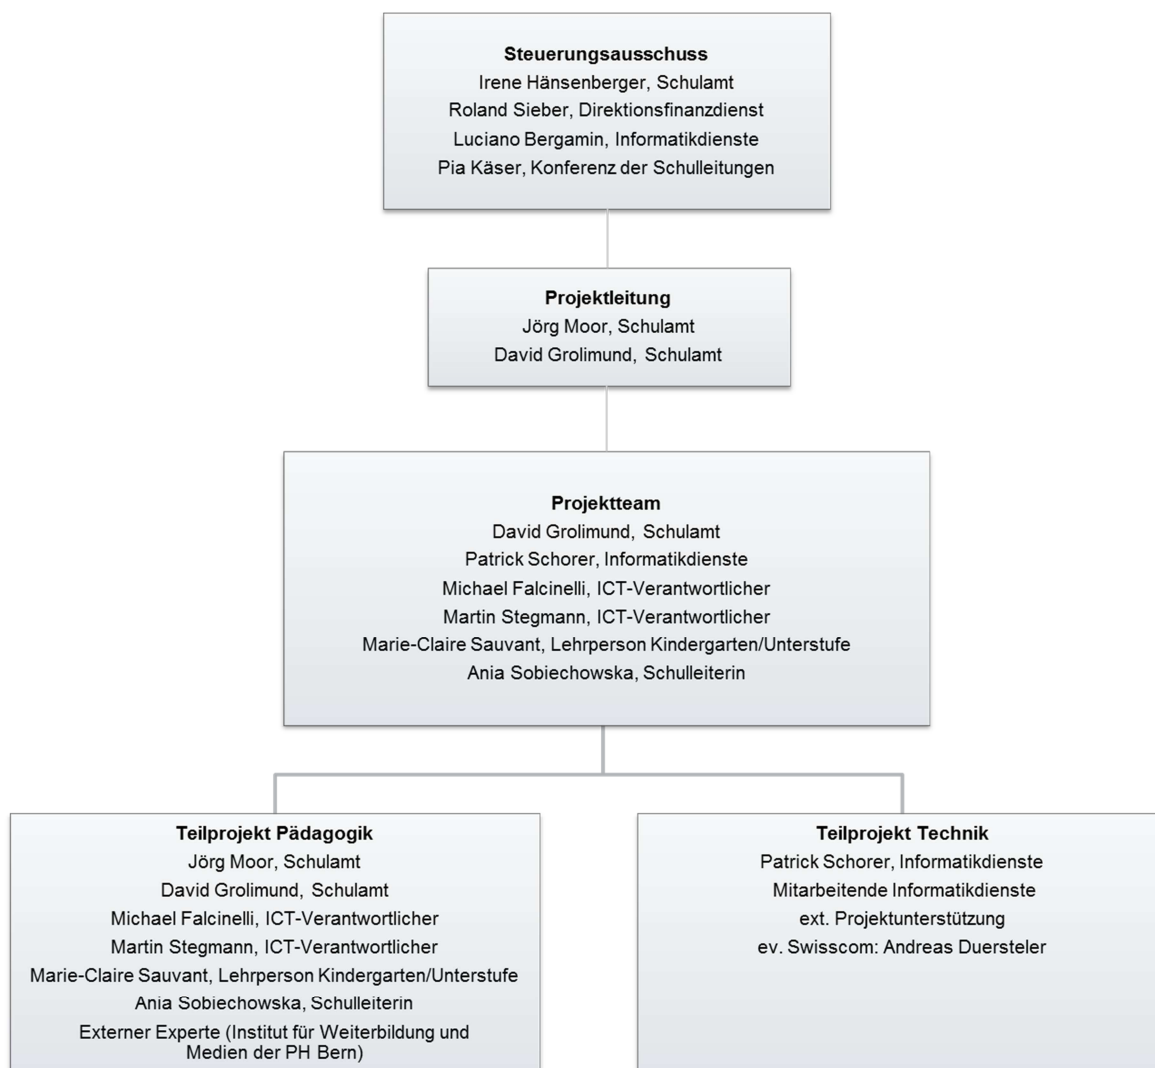 Steuerungsausschuss
Irene Hänsenberger, Schulamt
Roland Sieber, Direktionsfinanzdienst
Luciano Bergamin, Informatikdienste
Pia Käser, Konferenz der Schulleitungen
Projektleitung
Jörg Moor, Schulamt
David Grolimund, Schulamt
Projektteam
David Grolimund, Schulamt
Patrick Schorer, Informatikdienste
Michael Falcinelli, ICT-Verantwortlicher
Martin Stegmann, ICT-Verantwortlicher
Marie-Claire Sauvant, Lehrperson Kindergarten/Unterstufe
Ania Sobiechowska, Schulleiterin
Teilprojekt Pädagogik
Jörg Moor, Schulamt
David Grolimund, Schulamt
Michael Falcinelli, ICT-Verantwortlicher
Martin Stegmann, ICT-Verantwortlicher
Marie-Claire Sauvant, Lehrperson Kindergarten/Unterstufe
Ania Sobiechowska, Schulleiterin
Externer Experte (Institut für Weiterbildung und
Medien der PH Bern)
Teilprojekt Technik
Patrick Schorer, Informatikdienste
Mitarbeitende Informatikdienste
ext. Projektunterstützung
ev. Swisscom: Andreas Duersteler